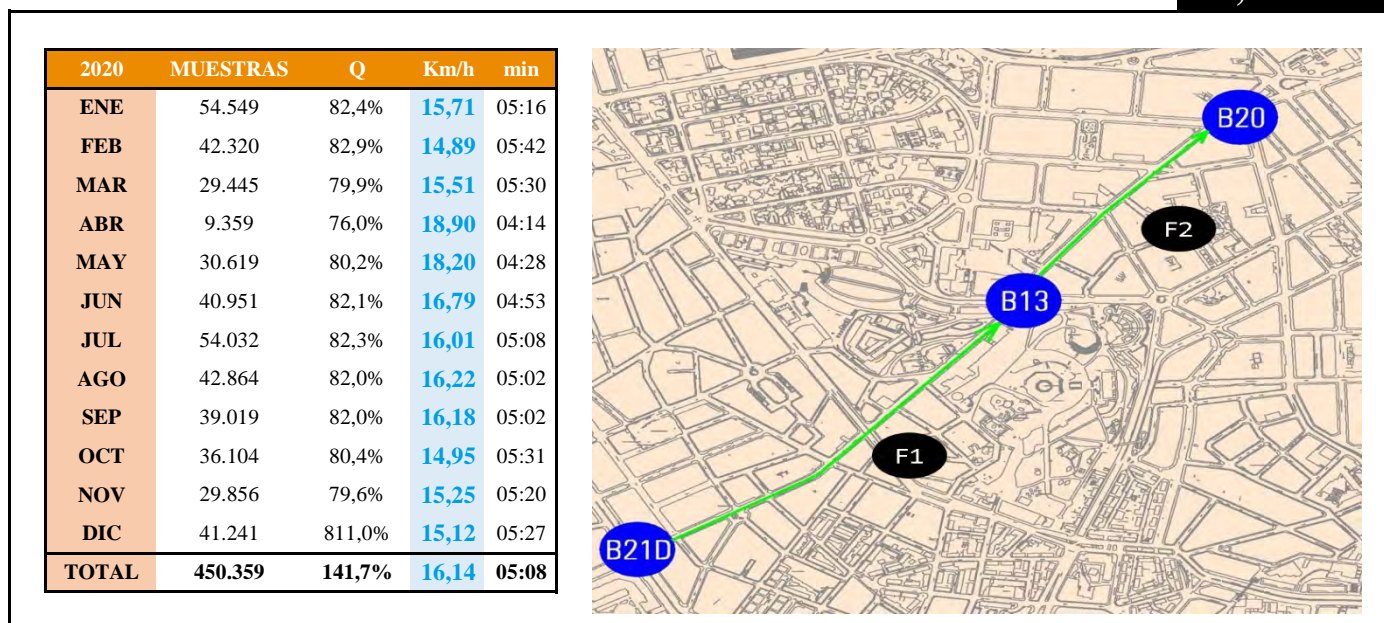 2020 MUESTRAS Q Km/h min
ENE 54.549 82,4% 15,71 05:16
FEB 42.320 82,9% 14,89 05:42
MAR 29.445 79,9% 15,51 05:30
ABR 9.359 76,0% 18,90 04:14
MAY 30.619 80,2% 18,20 04:28
JUN 40.951 82,1% 16,79 04:53
JUL 54.032 82,3% 16,01 05:08
AGO 42.864 82,0% 16,22 05:02
SEP 39.019 82,0% 16,18 05:02
OCT 36.104 80,4% 14,95 05:31
NOV 29.856 79,6% 15,25 05:20
DIC 41.241 811,0% 15,12 05:27
TOTAL 450.359 141,7% 16,14 05:08
B20
F2
B13
F1
B21D